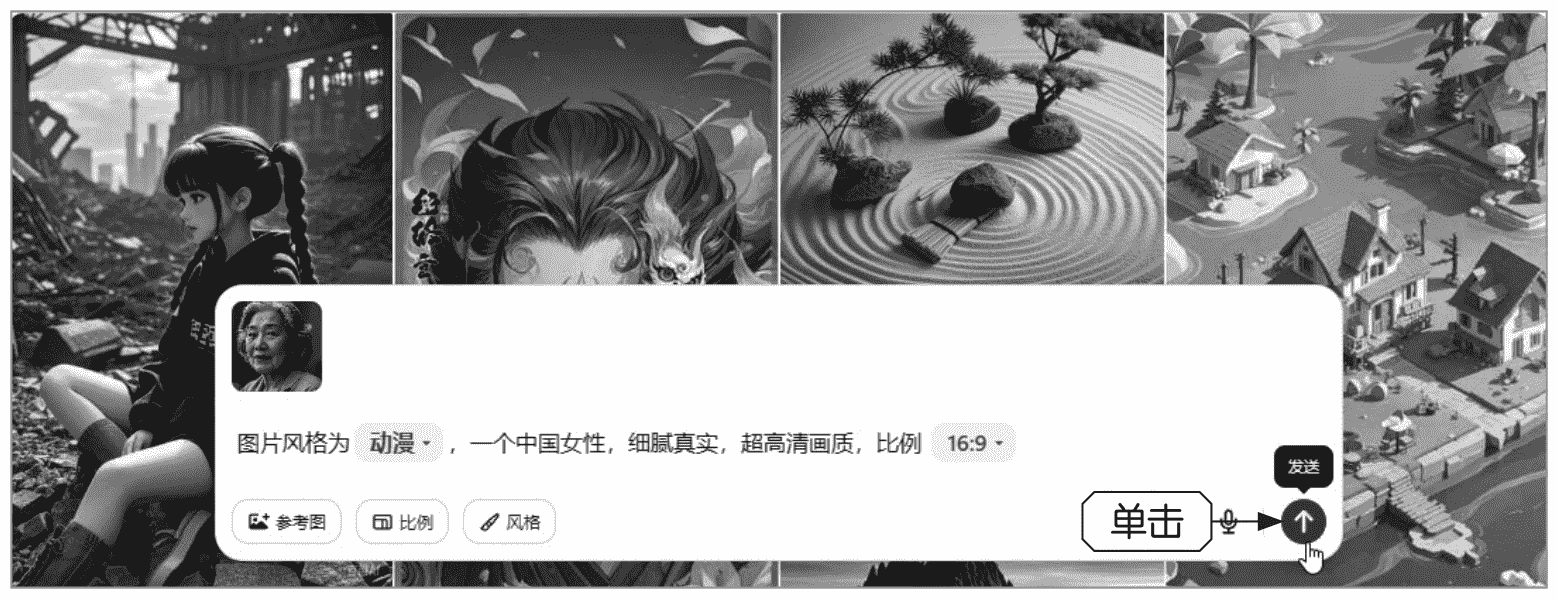 图片风格为 动漫 ，一个中国女性，细腻真实，超高清画质，比例 16:9
发送
参考图 比例 风格 单击